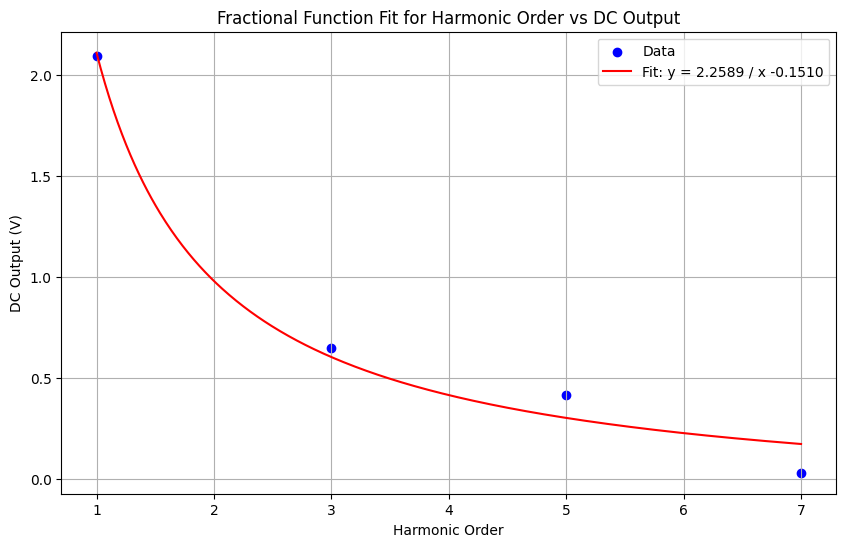 Fractional Function Fit for Harmonic Order vs DC Output
Data
Fit: y = 2.2589 / x -0.1510
DC Output (V)
2.0
1.5
1.0
0.5
0.0
1 2 3 4 5 6 7
Harmonic Order